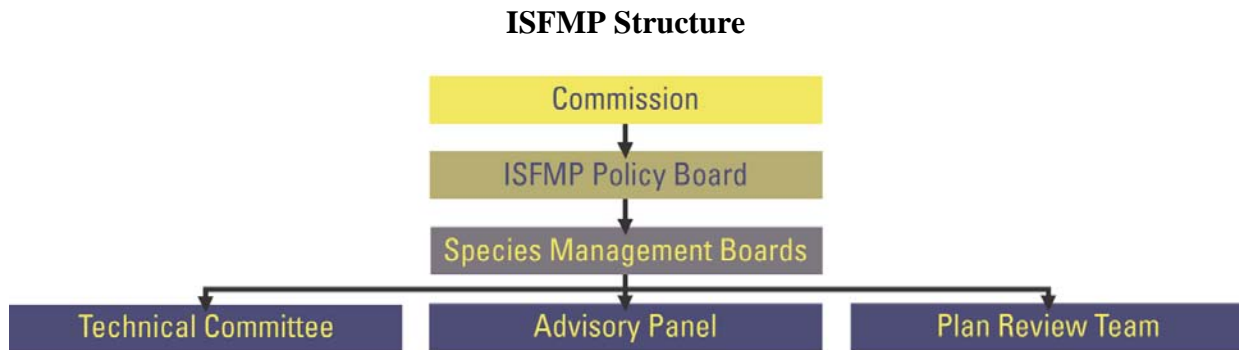 ISFMP Structure
Commission
ISFMP Policy Board
Species Management Boards
Technical Committee
Advisory Panel
Plan Review Team